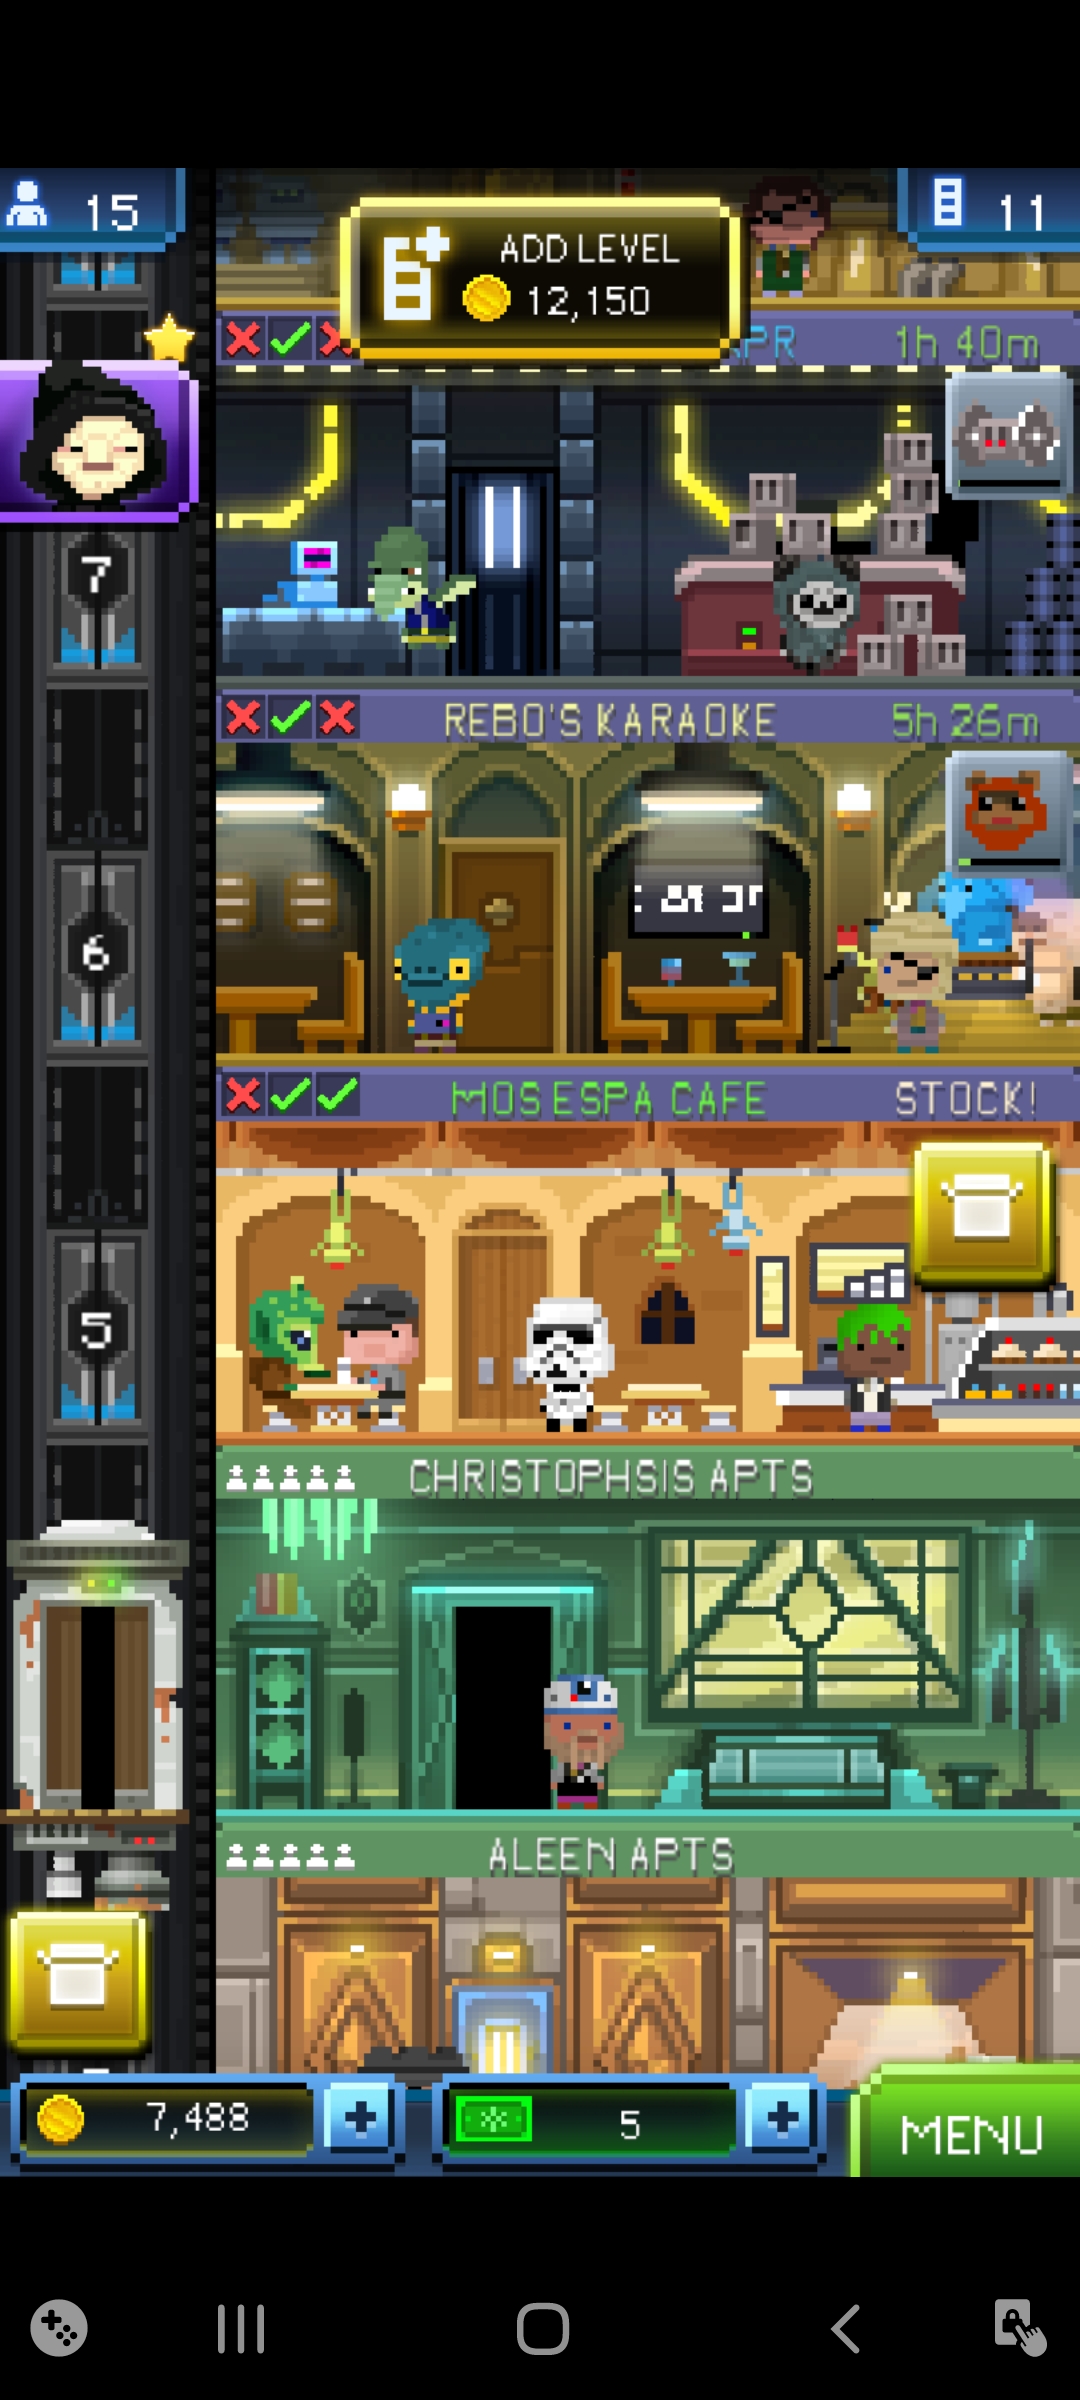 15
ADD LEVEL
12,150
11
PR
1h 40m
7
REBO'S KARAOKE
5h 26m
6
MOS ESPA CAFE
STOCK!
5
CHRISTOPHSIS APTS
ALEEN APTS
7,488
5
MENU